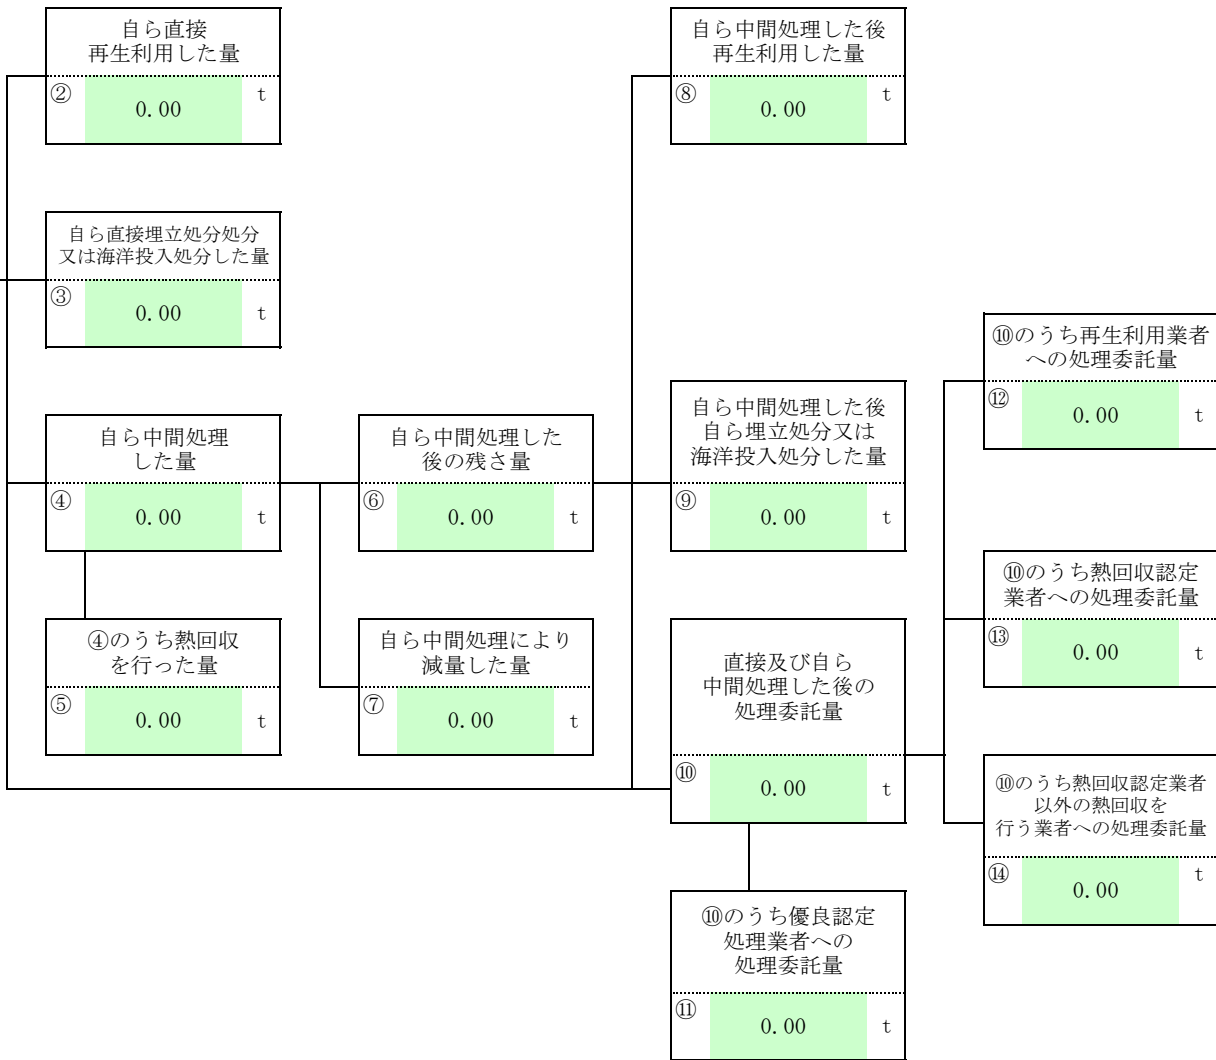 自ら直接
再生利用した量
②
0.00
t
自ら直接埋立処分処分
又は海洋投入処分した量
③
0.00
t
自ら中間処理
した量
④
0.00
t
④のうち熱回収
を行った量
⑤
0.00
t
自ら中間処理した
後の残さ量
⑥
0.00
t
自ら中間処理により
減量した量
⑦
0.00
t
自ら中間処理した後
再生利用した量
⑧
0.00
t
自ら中間処理した後
自ら埋立処分又は
海洋投入処分した量
⑨
0.00
t
直接及び自ら
中間処理した後の
処理委託量
⑩
0.00
t
⑩のうち優良認定
処理業者への
処理委託量
⑪
0.00
t
⑩のうち再生利用業者
への処理委託量
⑫
0.00
t
⑩のうち熱回収認定
業者への処理委託量
⑬
0.00
t
⑩のうち熱回収認定業者
以外の熱回収を
行う業者への処理委託量
⑭
0.00
t